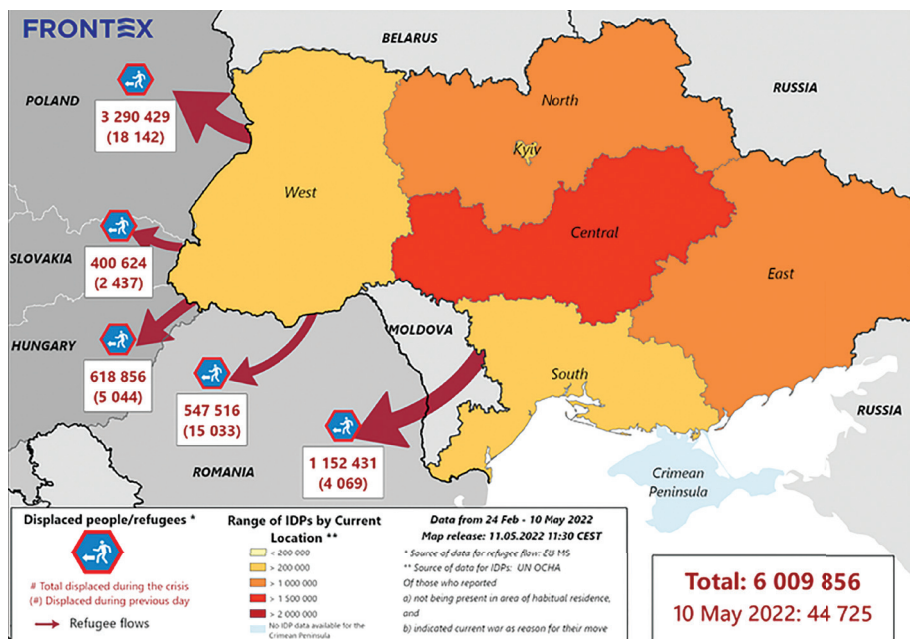 FRONTEX
BELARUS
RUSSIA
POLAND
3 290 429
(18 142)
North
Kyiv
West
Central
SLOVAKIA
400 624
(2 437)
East
HUNGARY
MOLDOVA
618 856
(5 044)
547 516
(15 033)
South
RUSSIA
1 152 431
(4 069)
ROMANIA
Crimean
Peninsula
Displaced people/refugees *
# Total displaced during the crisis
(#) Displaced during previous day
Refugee flows
Range of IDPs by Current
Location **
< 200 000
> 200 000
> 1 000 000
> 1 500 000
> 2 000 000
No IDP data available for the
Crimean Peninsula
Data from 24 Feb - 10 May 2022
Map release: 11.05.2022 11:30 CEST
* Source of data for refugee flow: EU MS
** Source of data for IDPs: UN OCHA
Of those who reported
a) not being present in area of habitual residence,
and
b) indicated current war as reason for their move
Total: 6 009 856
10 May 2022: 44 725